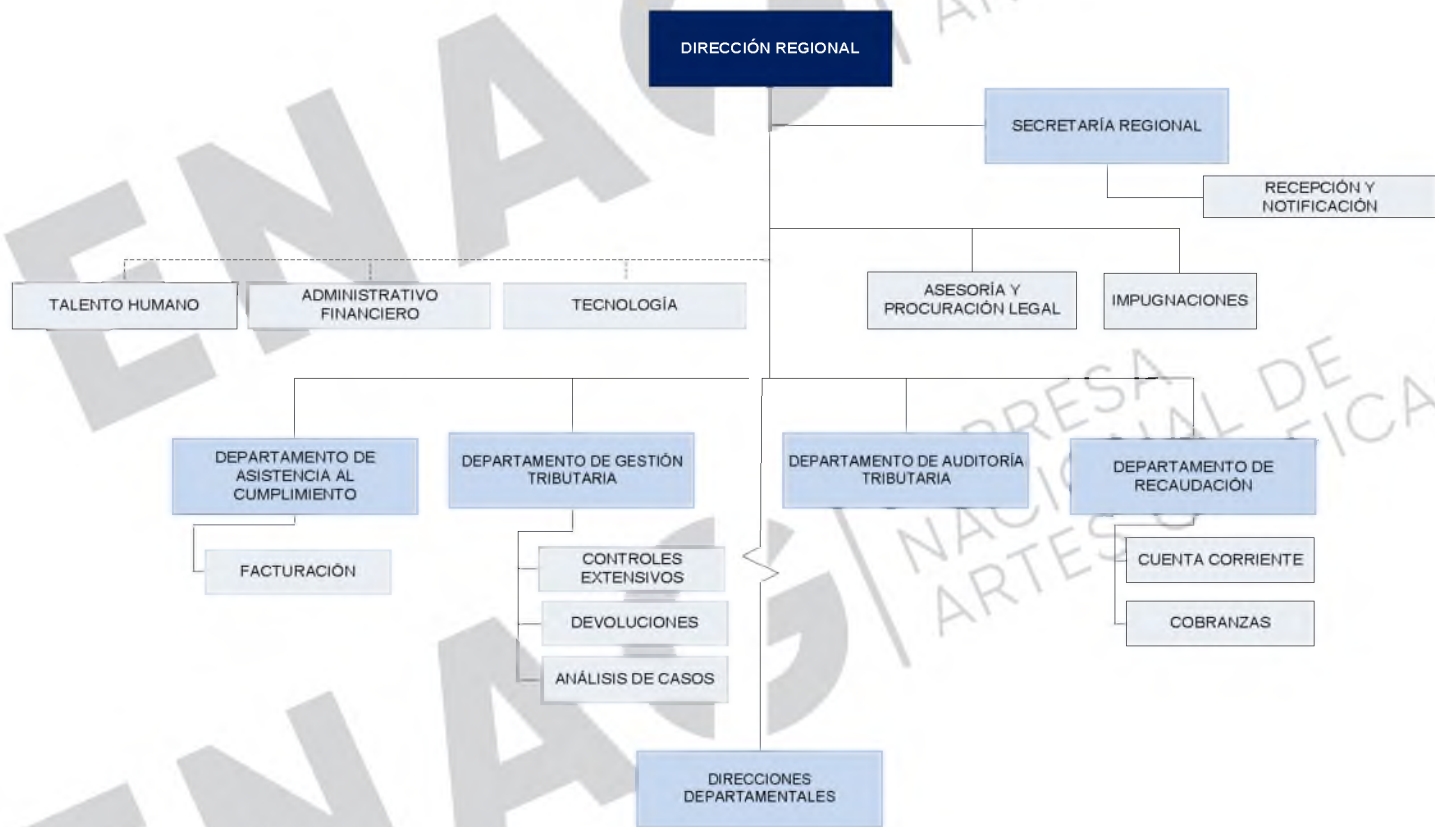 DIRECCIÓN REGIONAL
SECRETARÍA REGIONAL
RECEPCIÓN Y
NOTIFICACIÓN
TALENTO HUMANO
ADMINISTRATIVO
FINANCIERO
TECNOLOGÍA
ASESORÍA Y
PROCURACIÓN LEGAL
IMPUGNACIONES
DEPARTAMENTO DE
ASISTENCIA AL
CUMPLIMIENTO
DEPARTAMENTO DE GESTIÓN
TRIBUTARIA
DEPARTAMENTO DE AUDITORÍA
TRIBUTARIA
DEPARTAMENTO DE
RECAUDACIÓN
FACTURACIÓN
CONTROLES
EXTENSIVOS
DEVOLUCIONES
ANÁLISIS DE CASOS
CUENTA CORRIENTE
COBRANZAS
DIRECCIONES
DEPARTAMENTALES
ENAG
ENAG